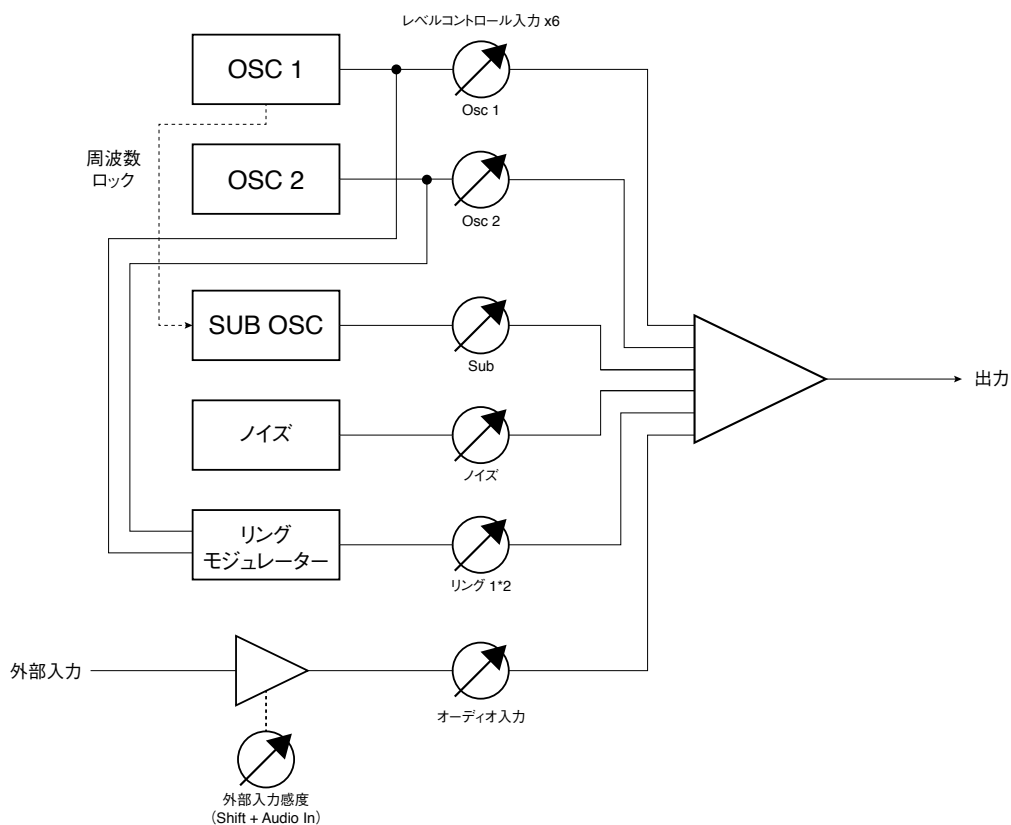 レベルコントロール入力 x6
OSC 1
Osc 1
周波数
ロック
OSC 2
Osc 2
SUB OSC
Sub
出力
ノイズ
ノイズ
リング
モジュレーター
リング 1*2
外部入力
オーディオ入力
外部入力感度
(Shift + Audio In)